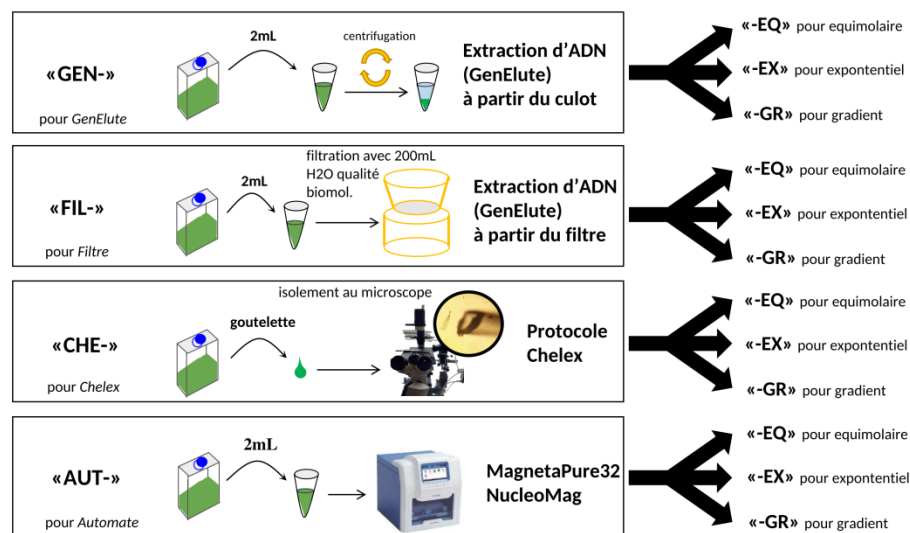 «GEN-»
pour GenElute
2mL
centrifugation
Extraction d’ADN
(GenElute)
à partir du culot
«-EQ» pour equimolaire
«-EX» pour expontentiel
«-GR» pour gradient
«FIL-»
pour Filtre
2mL
filtration avec 200mL
H2O qualité
biomol.
Extraction d’ADN
(GenElute)
à partir du filtre
«-EQ» pour equimolaire
«-EX» pour expontentiel
«-GR» pour gradient
«CHE-»
pour Chelex
goutelette
isolement au microscope
Protocole
Chelex
«-EQ» pour equimolaire
«-EX» pour expontentiel
«-GR» pour gradient
«AUT-»
pour Automate
2mL
MagnetaPure32
NucleoMag
«-EQ» pour equimolaire
«-EX» pour expontentiel
«-GR» pour gradient